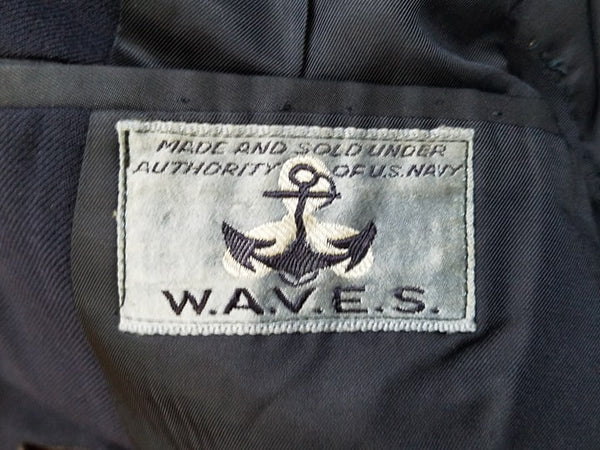 MADE AND SOLD UNDER
AUTHORITY OF U.S. NAVY
W.A.V.E.S.